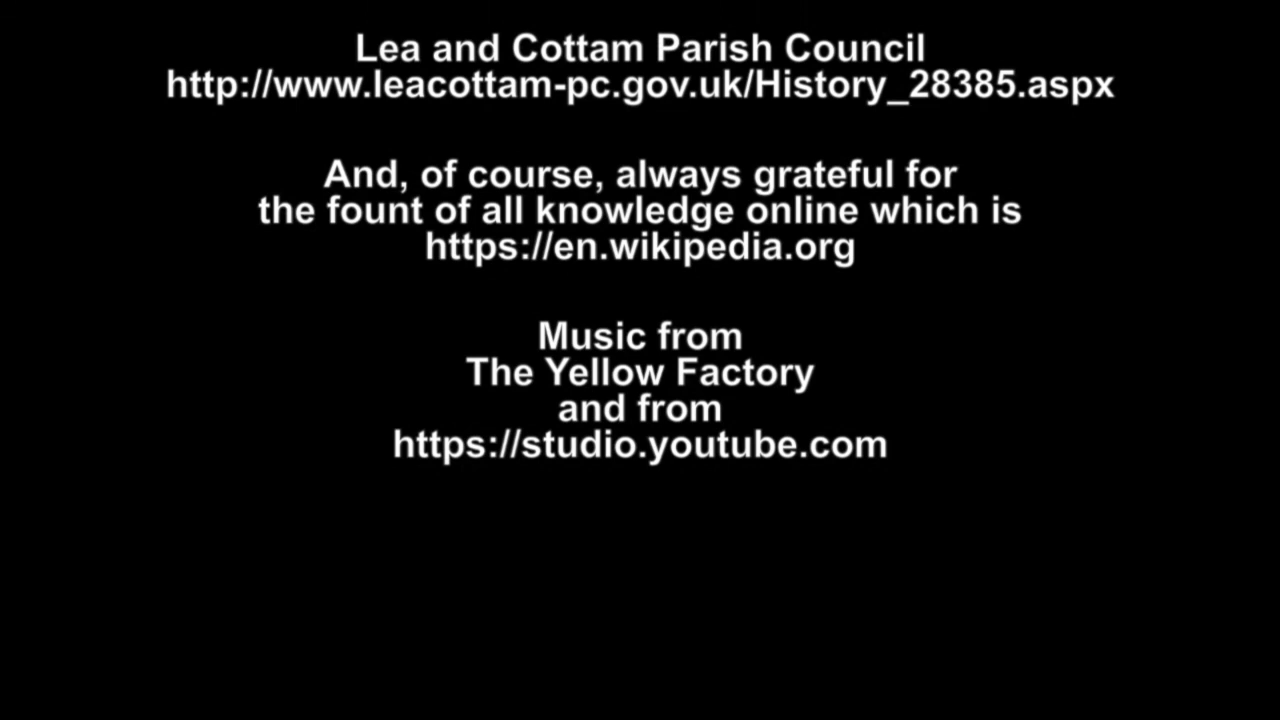 Lea and Cottam Parish Council
http://www.leacottam-pc.gov.uk/History_28385.aspx
And, of course, always grateful for
the fount of all knowledge online which is
https://en.wikipedia.org
Music from
The Yellow Factory
and from
https://studio.youtube.com